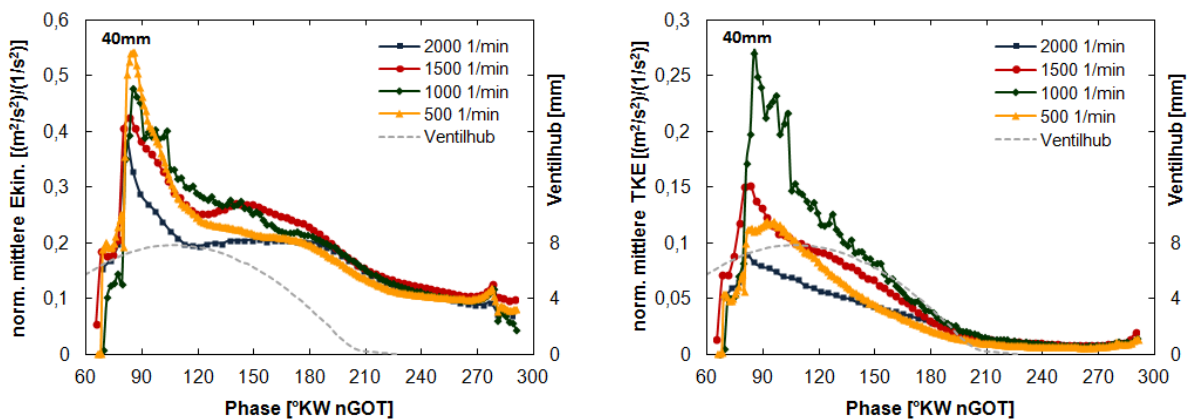 norm. mittlere Ekin. [(m²/s²)/(1/s²)]
0,6
0,5
0,4
0,3
0,2
0,1
0
40mm
2000 1/min
1500 1/min
1000 1/min
500 1/min
Ventilhub
8
4
0
Ventilhub [mm]
60 90 120 150 180 210 240 270 300
Phase [°KW nGOT]
norm. mittlere TKE [(m²/s²)/(1/s²)]
0,3
0,25
0,2
0,15
0,1
0,05
0
40mm
2000 1/min
1500 1/min
1000 1/min
500 1/min
Ventilhub
8
4
0
Ventilhub [mm]
60 90 120 150 180 210 240 270 300
Phase [°KW nGOT]